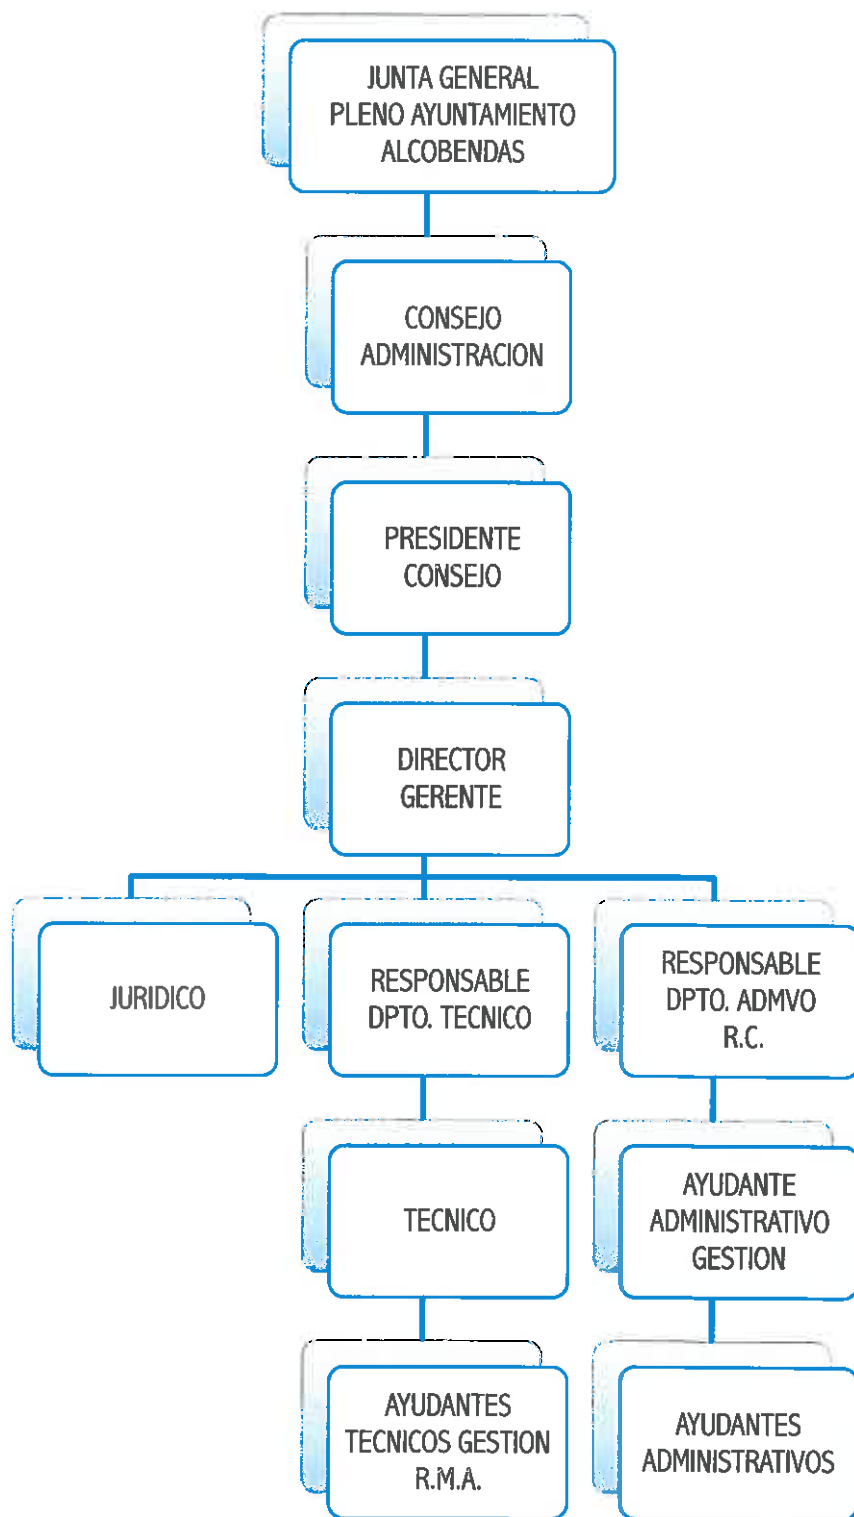 JUNTA GENERAL
PLENO AYUNTAMIENTO
ALCOBENDAS
CONSEJO
ADMINISTRACION
PRESIDENTE
CONSEJO
DIRECTOR
GERENTE
JURIDICO
RESPONSABLE
DPTO. TECNICO
RESPONSABLE
DPTO. ADMVO
R.C.
TECNICO
AYUDANTE
ADMINISTRATIVO
GESTION
AYUDANTES
TECNICOS GESTION
R.M.A.
AYUDANTES
ADMINISTRATIVOS